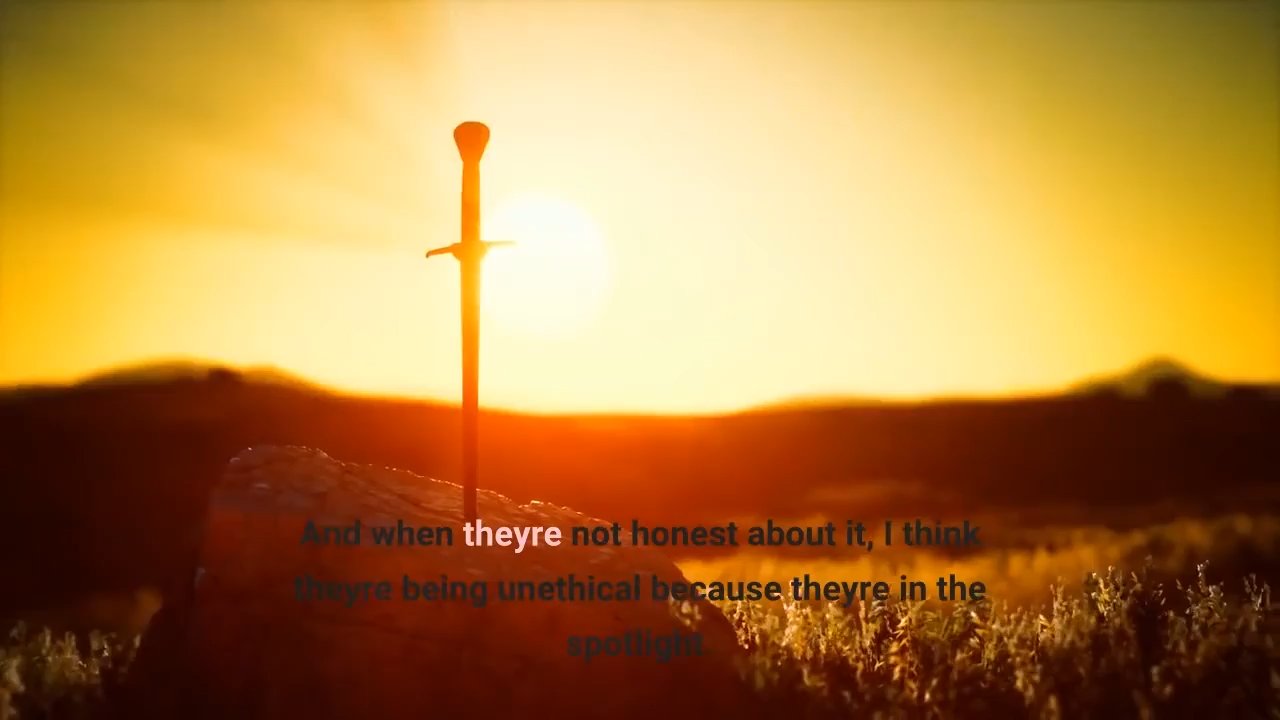 And when theyre not honest about it, I think
theyre being unethical because theyre in the
spotlight.